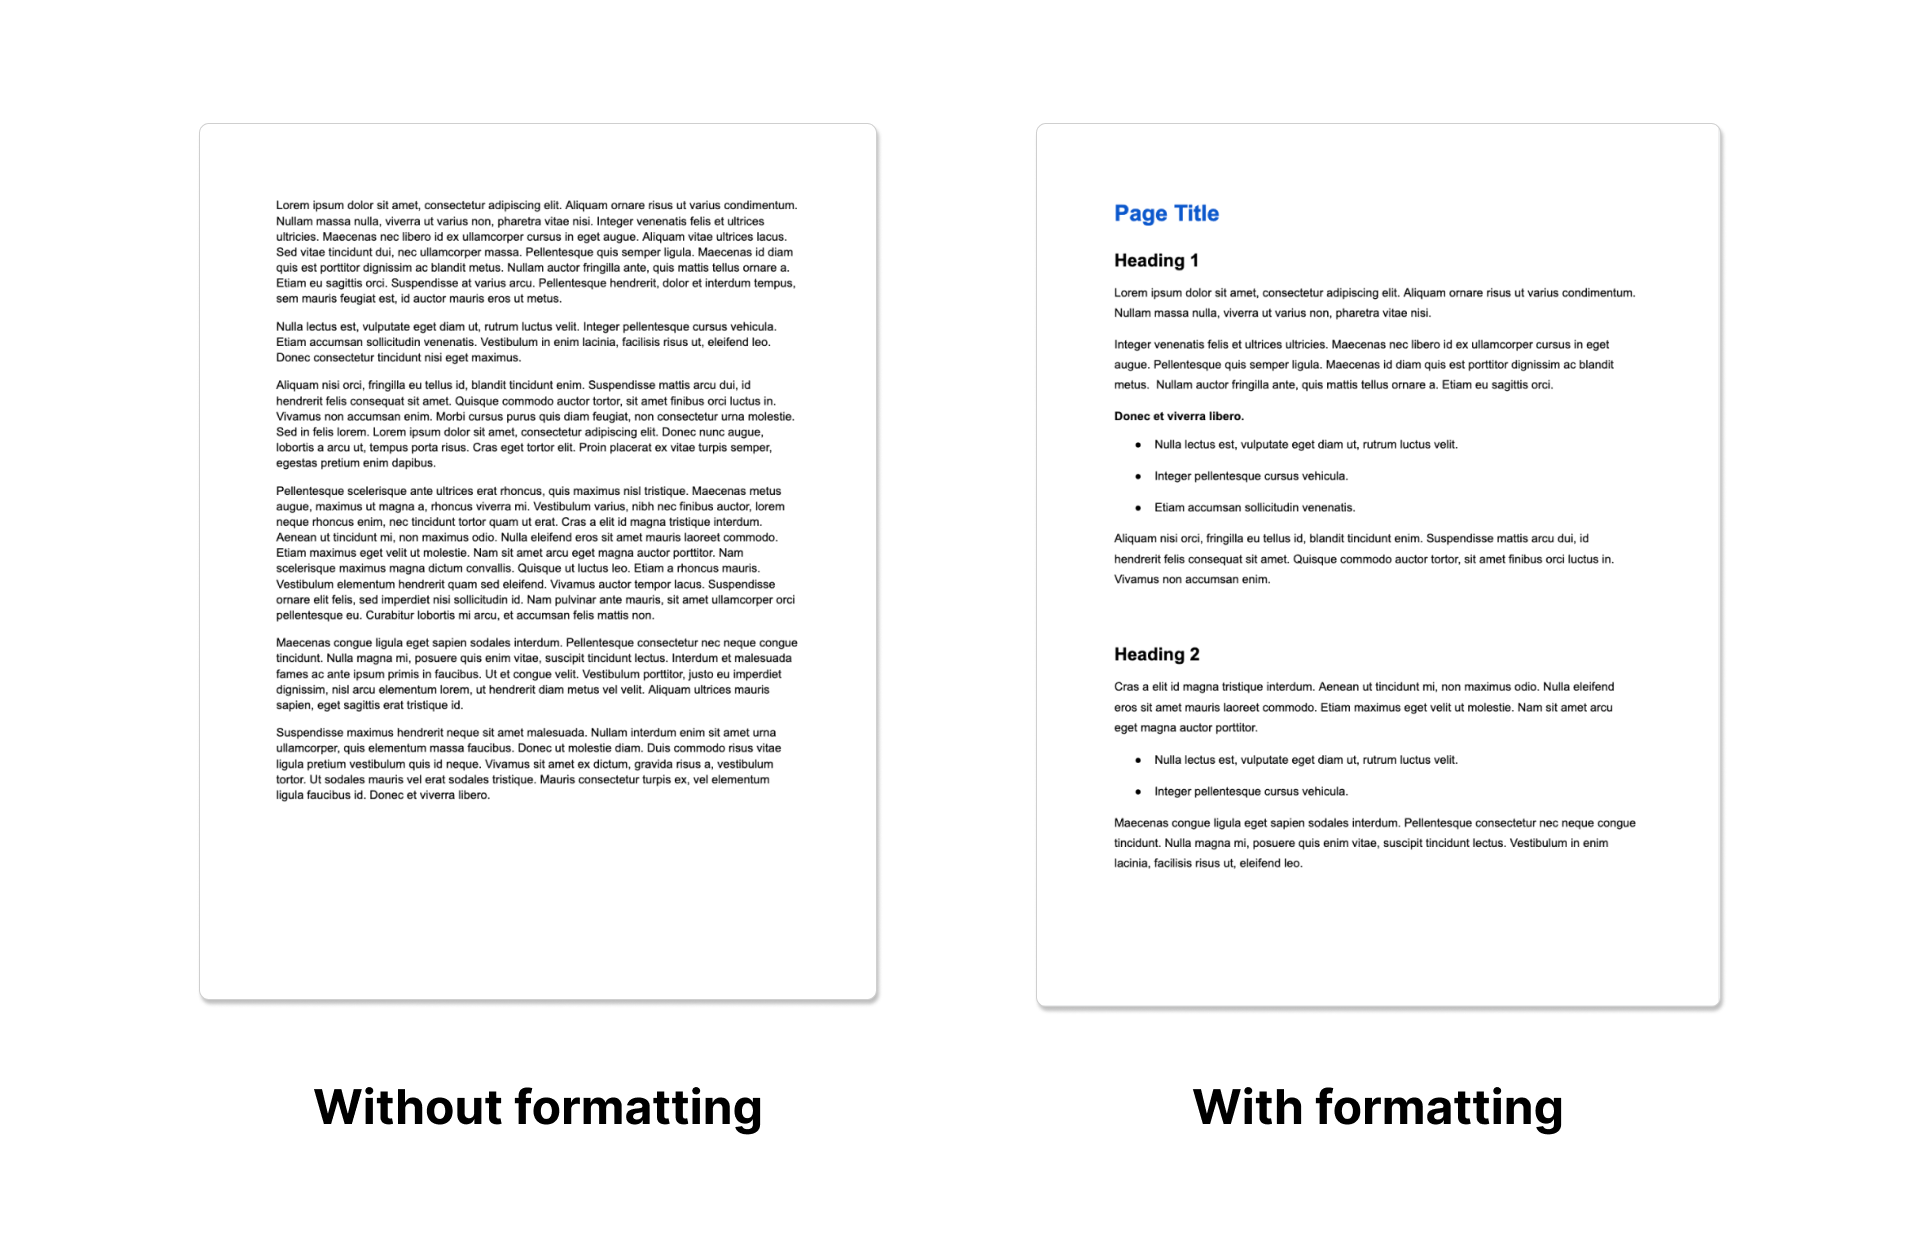 Lorem ipsum dolor sit amet, consectetur adipiscing elit. Aliquam ornare risus ut varius condimentum.
Nullam massa nulla, viverra ut varius non, pharetra vitae nisi. Integer venenatis felis et ultrices
ultricies. Maecenas nec libero id ex ullamcorper cursus in eget augue. Aliquam vitae ultrices lacus.
Sed vitae tincidunt dui, nec ullamcorper massa. Pellentesque quis semper ligula. Maecenas id diam
quis est porttitor dignissim ac blandit metus. Nullam auctor fringilla ante, quis mattis tellus ornare a.
Etiam eu sagittis orci. Suspendisse at varius arcu. Pellentesque hendrerit, dolor et interdum tempus,
sem mauris feugiat est, id auctor mauris eros ut metus.
Nulla lectus est, vulputate eget diam ut, rutrum luctus velit. Integer pellentesque cursus vehicula.
Etiam accumsan sollicitudin venenatis. Vestibulum in enim lacinia, facilisis risus ut, eleifend leo.
Donec consectetur tincidunt nisi eget maximus.
Aliquam nisi orci, fringilla eu tellus id, blandit tincidunt enim. Suspendisse mattis arcu dui, id
hendrerit felis consequat sit amet. Quisque commodo auctor tortor, sit amet finibus orci luctus in.
Vivamus non accumsan enim. Morbi cursus purus quis diam feugiat, non consectetur urna molestie.
Sed in felis lorem. Lorem ipsum dolor sit amet, consectetur adipiscing elit. Donec nunc augue,
lobortis a arcu ut, tempus porta risus. Cras eget tortor elit. Proin placerat ex vitae turpis semper,
egestas pretium enim dapibus.
Pellentesque scelerisque ante ultrices erat rhoncus, quis maximus nisl tristique. Maecenas metus
augue, maximus ut magna a, rhoncus viverra mi. Vestibulum varius, nibh nec finibus auctor, lorem
neque rhoncus enim, nec tincidunt tortor quam ut erat. Cras a elit id magna tristique interdum.
Aenean ut tincidunt mi, non maximus odio. Nulla eleifend eros sit amet mauris laoreet commodo.
Etiam maximus eget velit ut molestie. Nam sit amet arcu eget magna auctor porttitor. Nam
scelerisque maximus magna dictum convallis. Quisque ut luctus leo. Etiam a rhoncus mauris.
Vestibulum elementum hendrerit quam sed eleifend. Vivamus auctor tempor lacus. Suspendisse
ornare elit felis, sed imperdiet nisi sollicitudin id. Nam pulvinar ante mauris, sit amet ullamcorper orci
pellentesque eu. Curabitur lobortis mi arcu, et accumsan felis mattis non.
Maecenas congue ligula eget sapien sodales interdum. Pellentesque consectetur nec neque congue
tincidunt. Nulla magna mi, posuere quis enim vitae, suscipit tincidunt lectus. Interdum et malesuada
fames ac ante ipsum primis in faucibus. Ut et congue velit. Vestibulum porttitor, justo eu imperdiet
dignissim, nisl arcu elementum lorem, ut hendrerit diam metus vel velit. Aliquam ultrices mauris
sapien, eget sagittis erat tristique id.
Suspendisse maximus hendrerit neque sit amet malesuada. Nullam interdum enim sit amet urna
ullamcorper, quis elementum massa faucibus. Donec ut molestie diam. Duis commodo risus vitae
ligula pretium vestibulum quis id neque. Vivamus sit amet ex dictum, gravida risus a, vestibulum
tortor. Ut sodales mauris vel erat sodales tristique. Mauris consectetur turpis ex, vel elementum
ligula faucibus id. Donec et viverra libero.
Without formatting
Page Title
Heading 1
Lorem ipsum dolor sit amet, consectetur adipiscing elit. Aliquam ornare risus ut varius condimentum.
Nullam massa nulla, viverra ut varius non, pharetra vitae nisi.
Integer venenatis felis et ultrices ultricies. Maecenas nec libero id ex ullamcorper cursus in eget
augue. Pellentesque quis semper ligula. Maecenas id diam quis est porttitor dignissim ac blandit
metus.  Nullam auctor fringilla ante, quis mattis tellus ornare a. Etiam eu sagittis orci.
Donec et viverra libero.
● Nulla lectus est, vulputate eget diam ut, rutrum luctus velit.
● Integer pellentesque cursus vehicula.
● Etiam accumsan sollicitudin venenatis.
Aliquam nisi orci, fringilla eu tellus id, blandit tincidunt enim. Suspendisse mattis arcu dui, id
hendrerit felis consequat sit amet. Quisque commodo auctor tortor, sit amet finibus orci luctus in.
Vivamus non accumsan enim.
Heading 2
Cras a elit id magna tristique interdum. Aenean ut tincidunt mi, non maximus odio. Nulla eleifend
eros sit amet mauris laoreet commodo. Etiam maximus eget velit ut molestie. Nam sit amet arcu
eget magna auctor porttitor.
● Nulla lectus est, vulputate eget diam ut, rutrum luctus velit.
● Integer pellentesque cursus vehicula.
Maecenas congue ligula eget sapien sodales interdum. Pellentesque consectetur nec neque congue
tincidunt. Nulla magna mi, posuere quis enim vitae, suscipit tincidunt lectus. Vestibulum in enim
lacinia, facilisis risus ut, eleifend leo.
With formatting